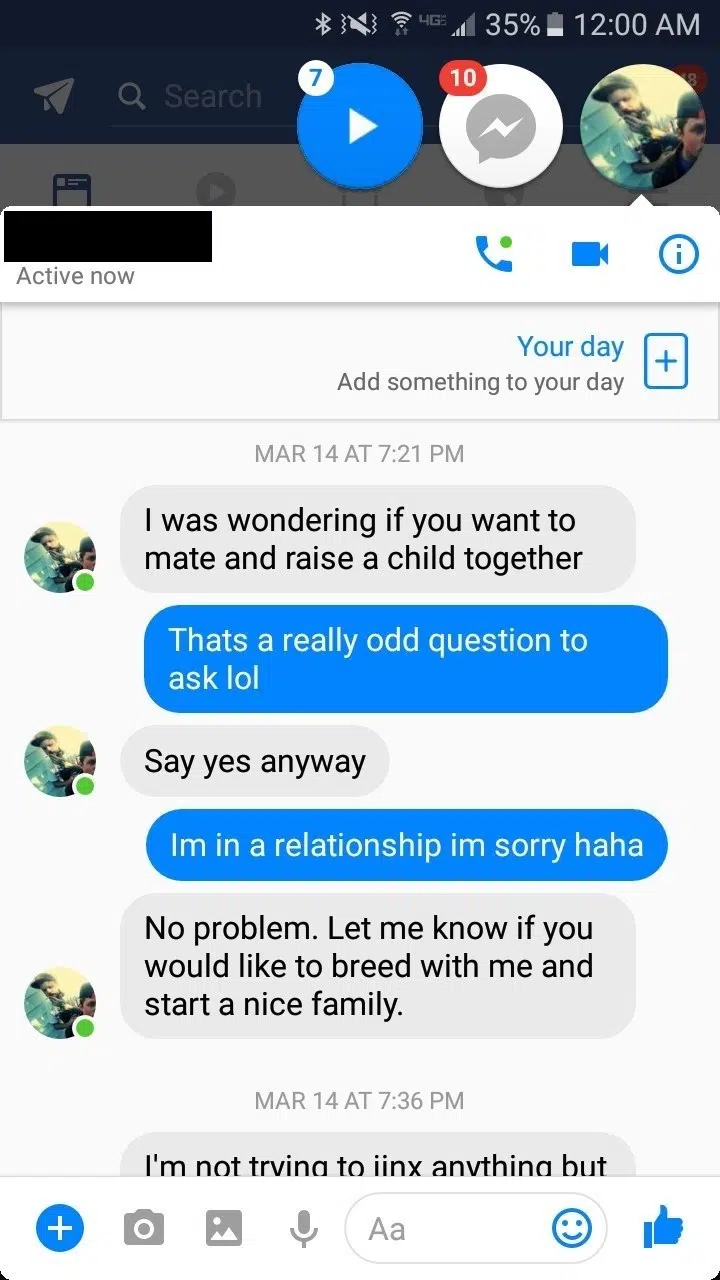 4G 35% 12:00 AM
7
10
Search
Active now
Your day
Add something to your day
MAR 14 AT 7:21 PM
I was wondering if you want to
mate and raise a child together
Thats a really odd question to
ask lol
Say yes anyway
Im in a relationship im sorry haha
No problem. Let me know if you
would like to breed with me and
start a nice family.
MAR 14 AT 7:36 PM
I'm not trying to jinx anything but
Aa